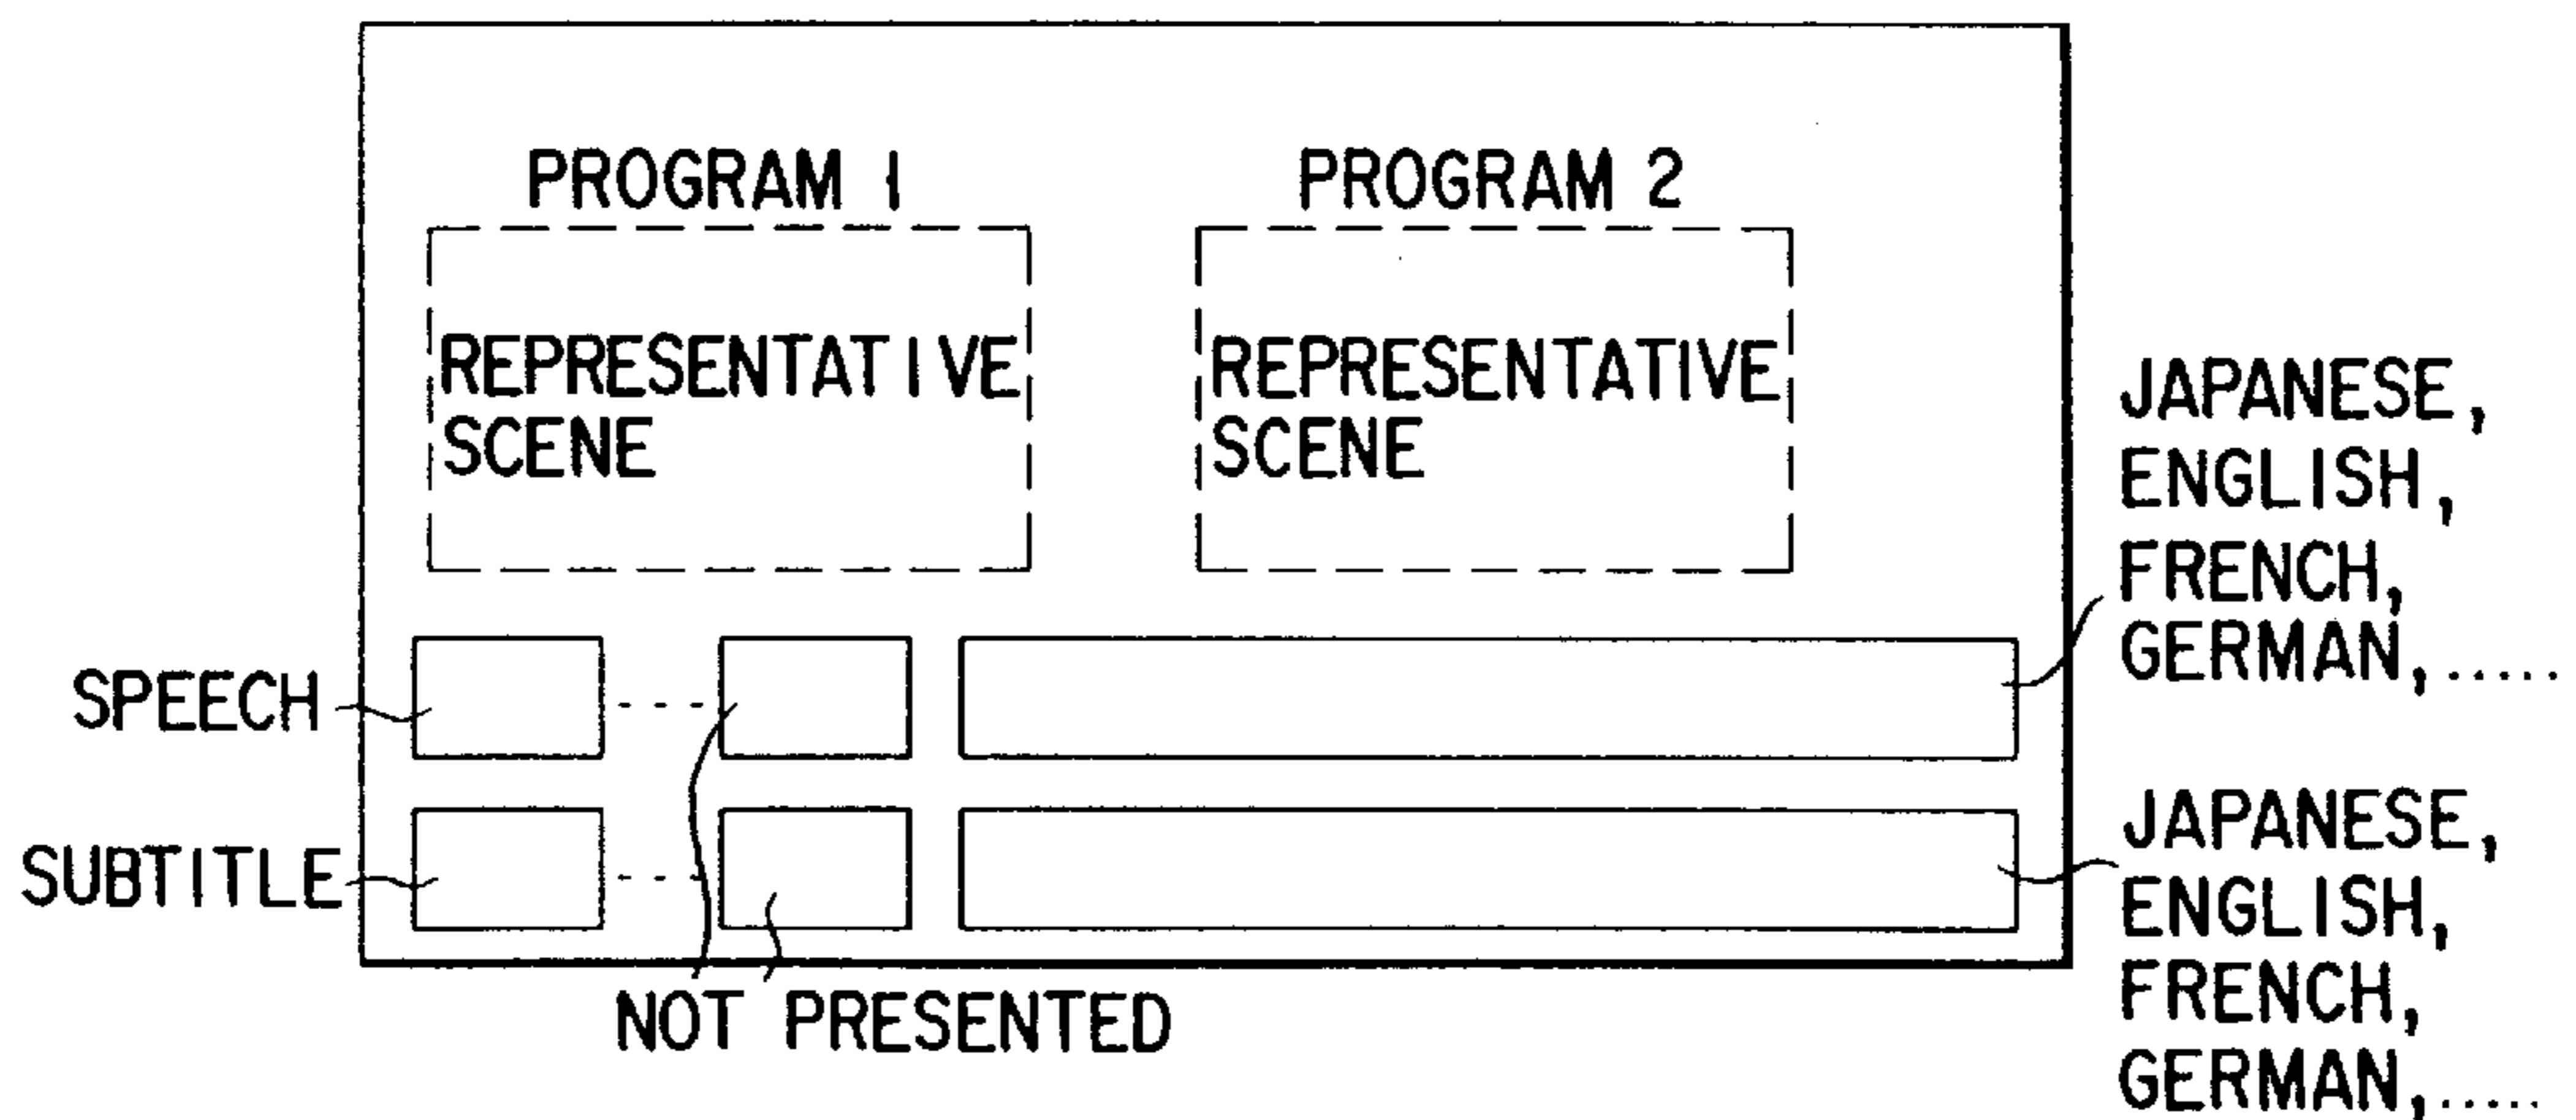 PROGRAM 1
PROGRAM 2
REPRESENTATIVE
SCENE
REPRESENTATIVE
SCENE
JAPANESE,
ENGLISH,
FRENCH,
GERMAN,.....
SPEECH
SUBTITLE
JAPANESE,
ENGLISH,
FRENCH,
GERMAN,.....
NOT PRESENTED